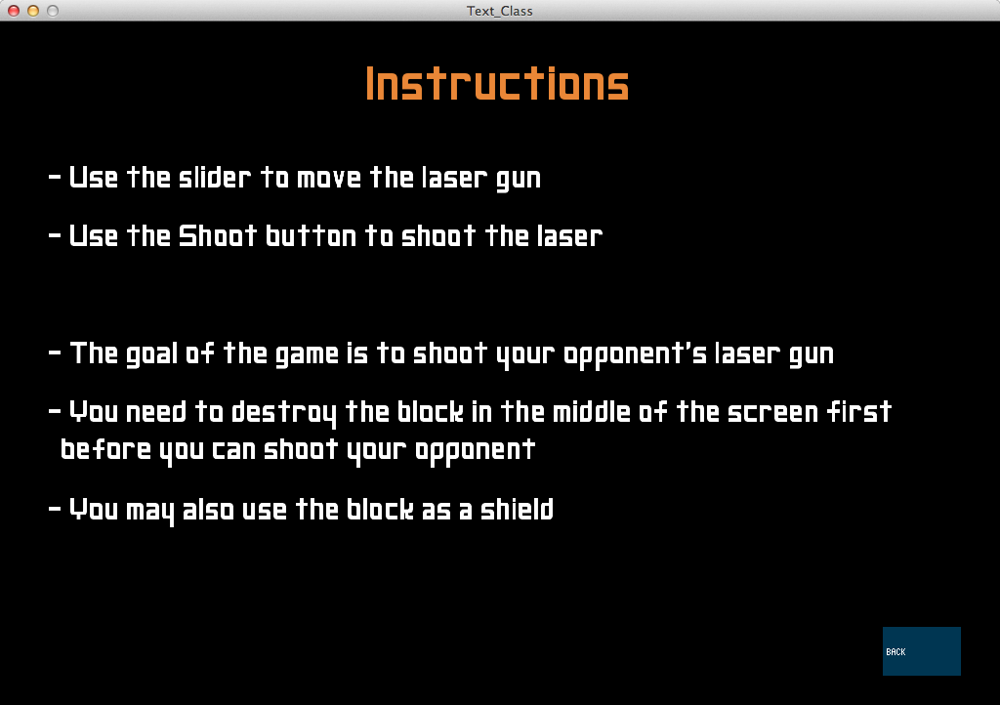 Text_Class
Instructions
- Use the slider to move the laser gun
- Use the Shoot button to shoot the laser
- The goal of the game is to shoot your opponent's laser gun
- You need to destroy the block in the middle of the screen first
before you can shoot your opponent
- You may also use the block as a shield
BACK